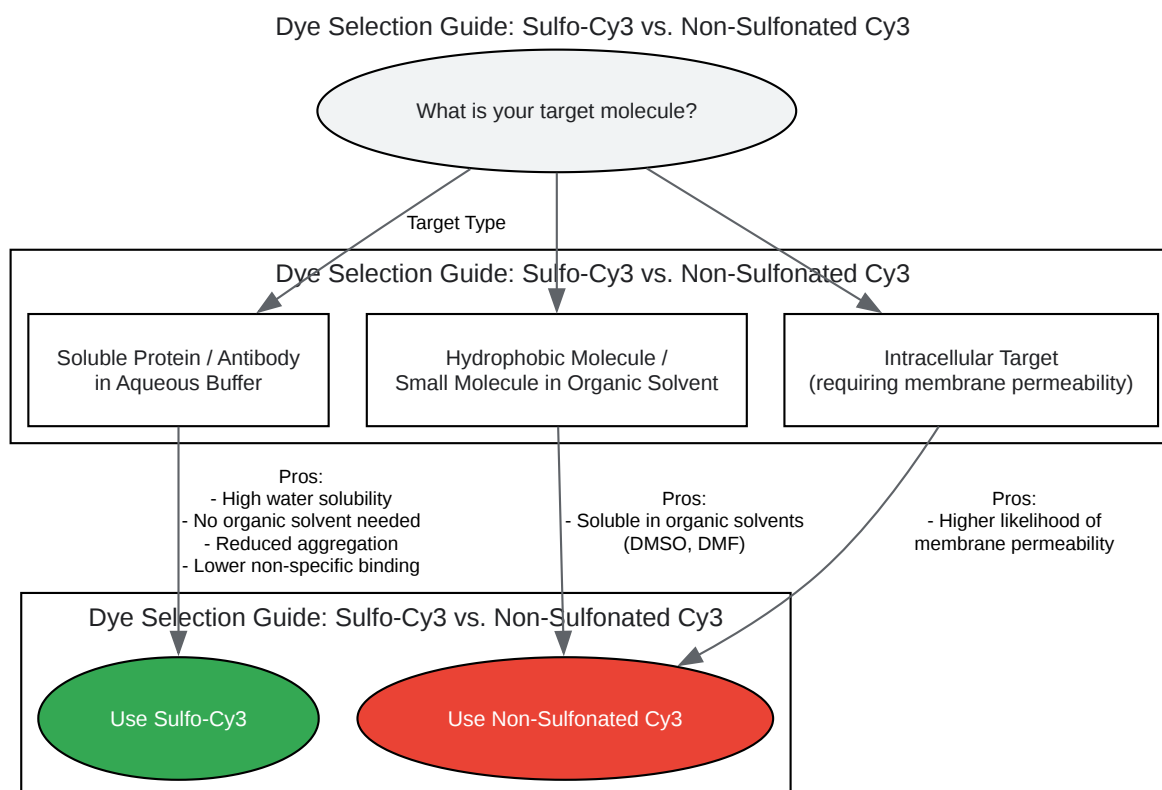 Dye Selection Guide: Sulfo-Cy3 vs. Non-Sulfonated Cy3
What is your target molecule?
Target Type
Dye Selection Guide: Sulfo-Cy3 vs. Non-Sulfonated Cy3
Soluble Protein / Antibody
in Aqueous Buffer
Hydrophobic Molecule /
Small Molecule in Organic Solvent
Intracellular Target
(requiring membrane permeability)
Pros:
- High water solubility
- No organic solvent needed
- Reduced aggregation
- Lower non-specific binding
Pros:
- Soluble in organic solvents
(DMSO, DMF)
Pros:
- Higher likelihood of
membrane permeability
Dye Selection Guide: Sulfo-Cy3 vs. Non-Sulfonated Cy3
Use Sulfo-Cy3
Use Non-Sulfonated Cy3